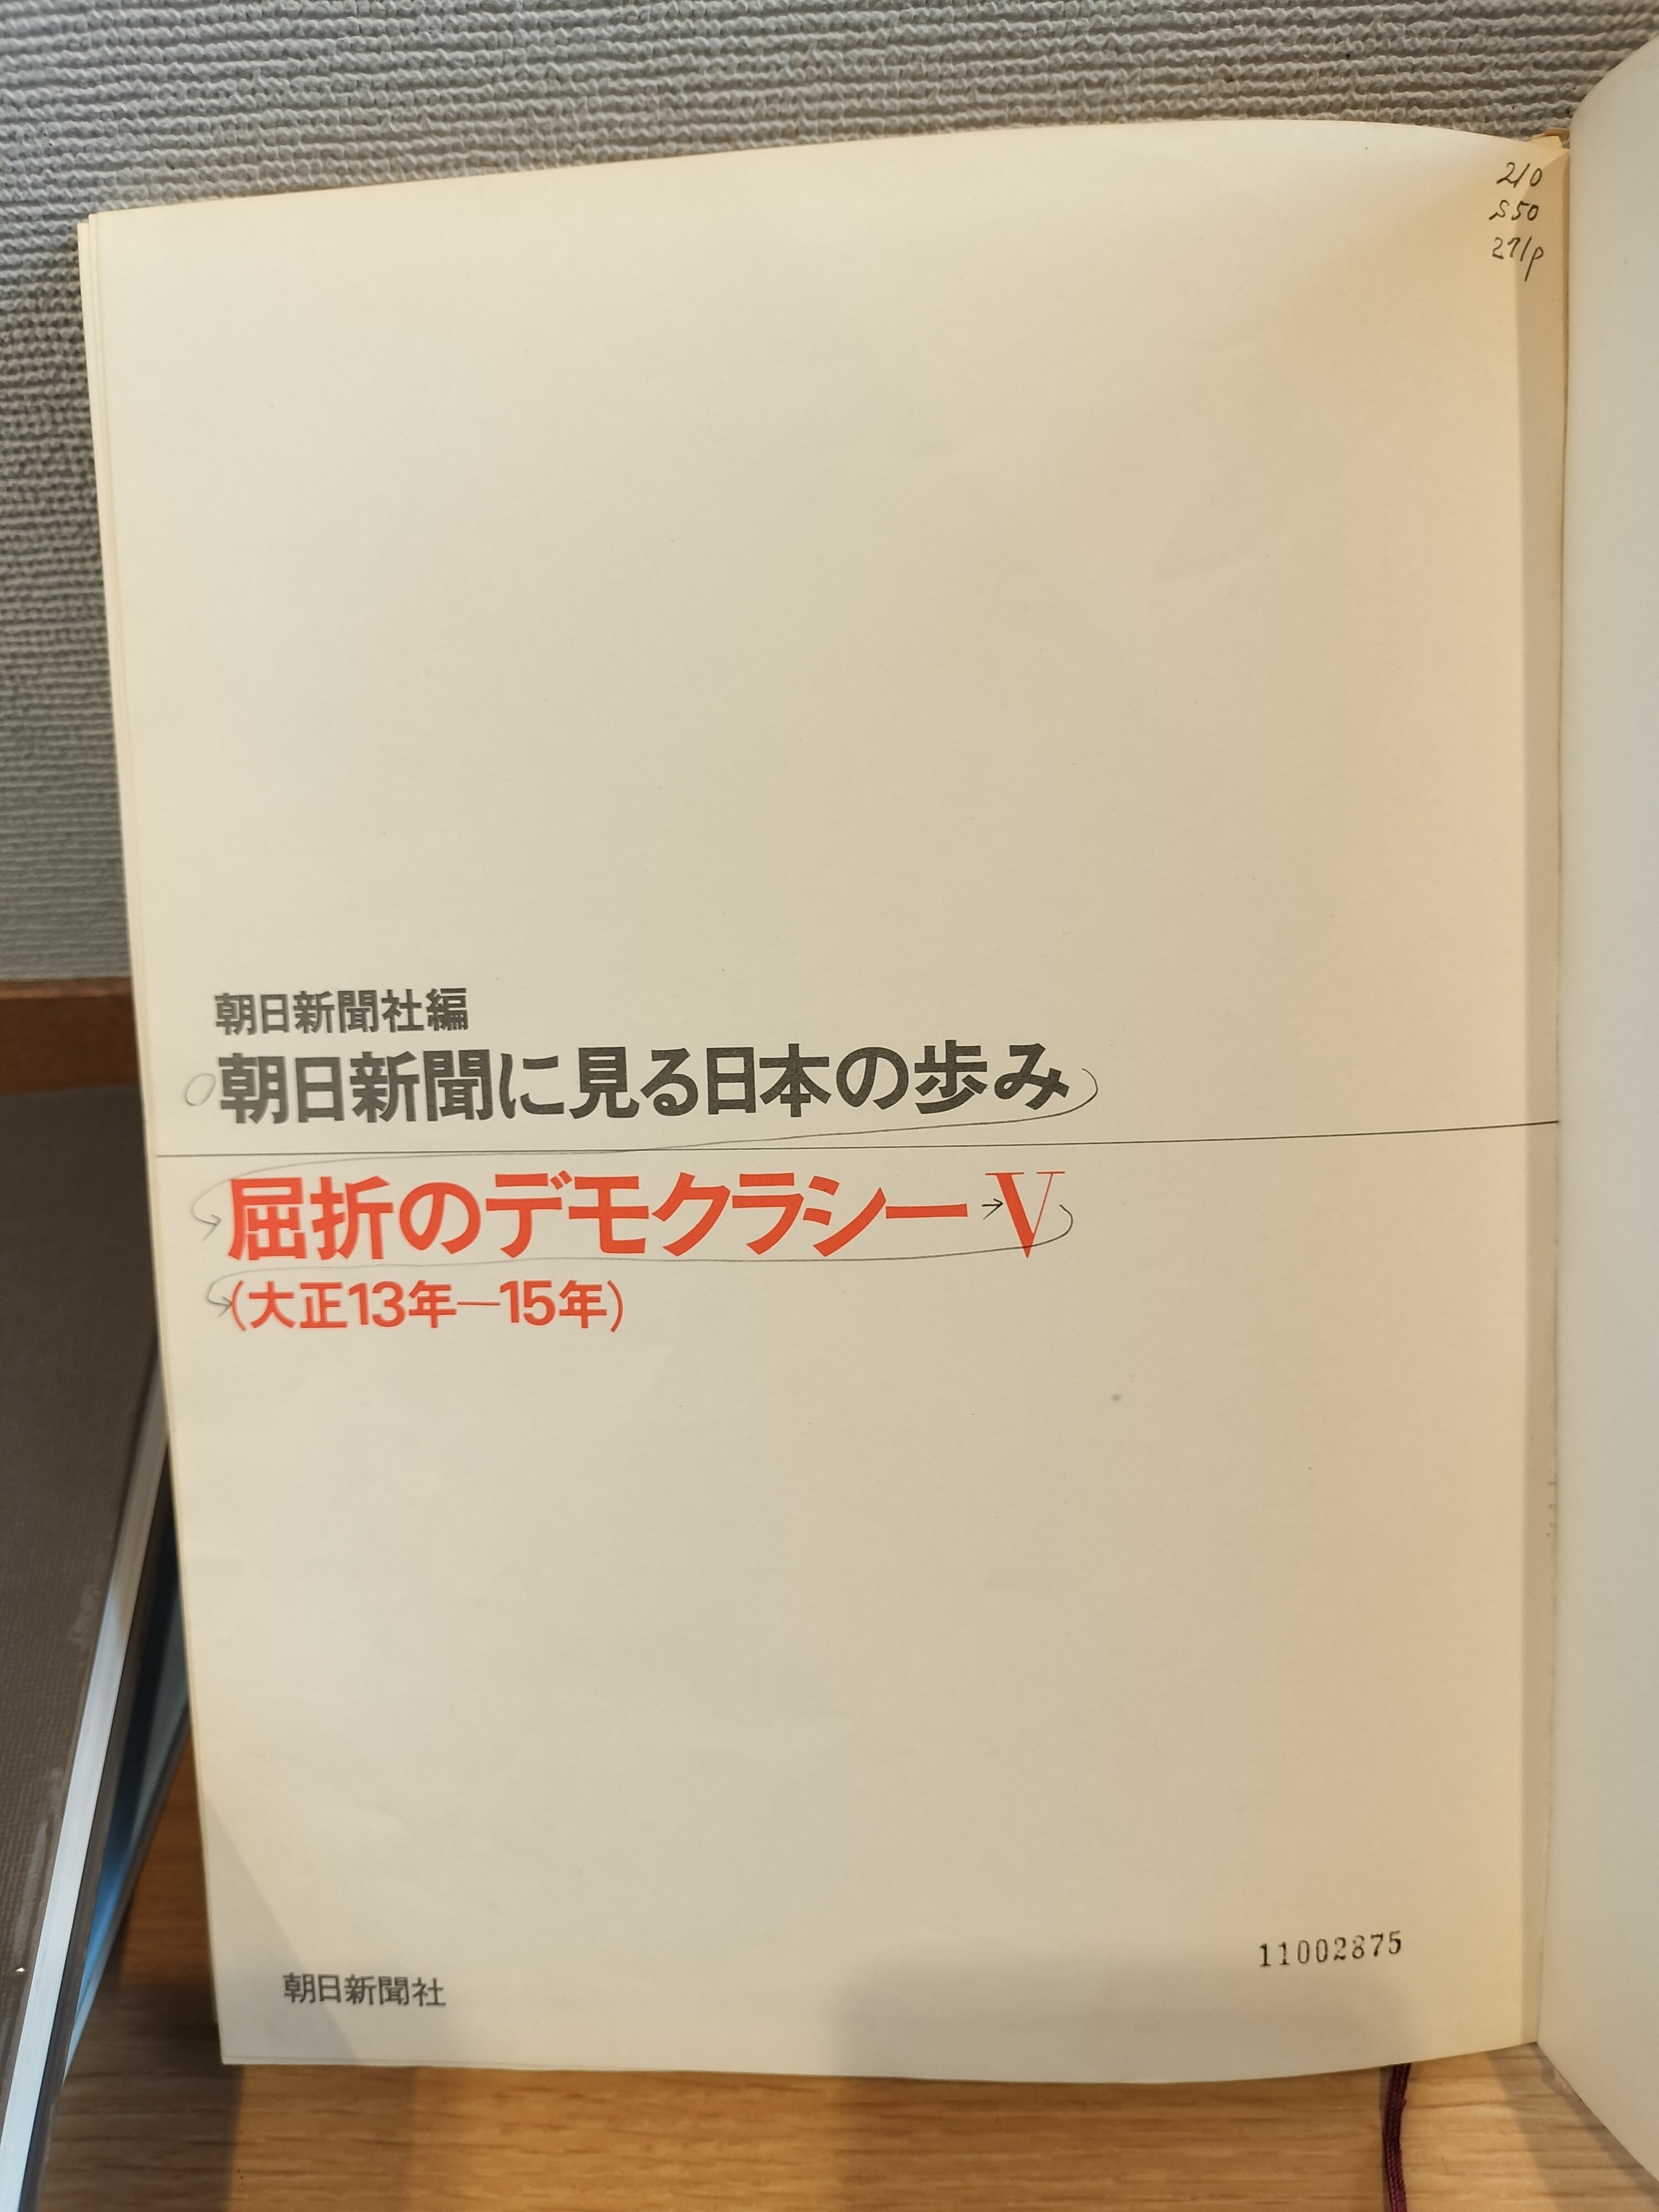 210
S50
271p
朝日新聞社編
朝日新聞に見る日本の歩み
屈折のデモクラシー→V
(大正13年—15年)
11002875
朝日新聞社